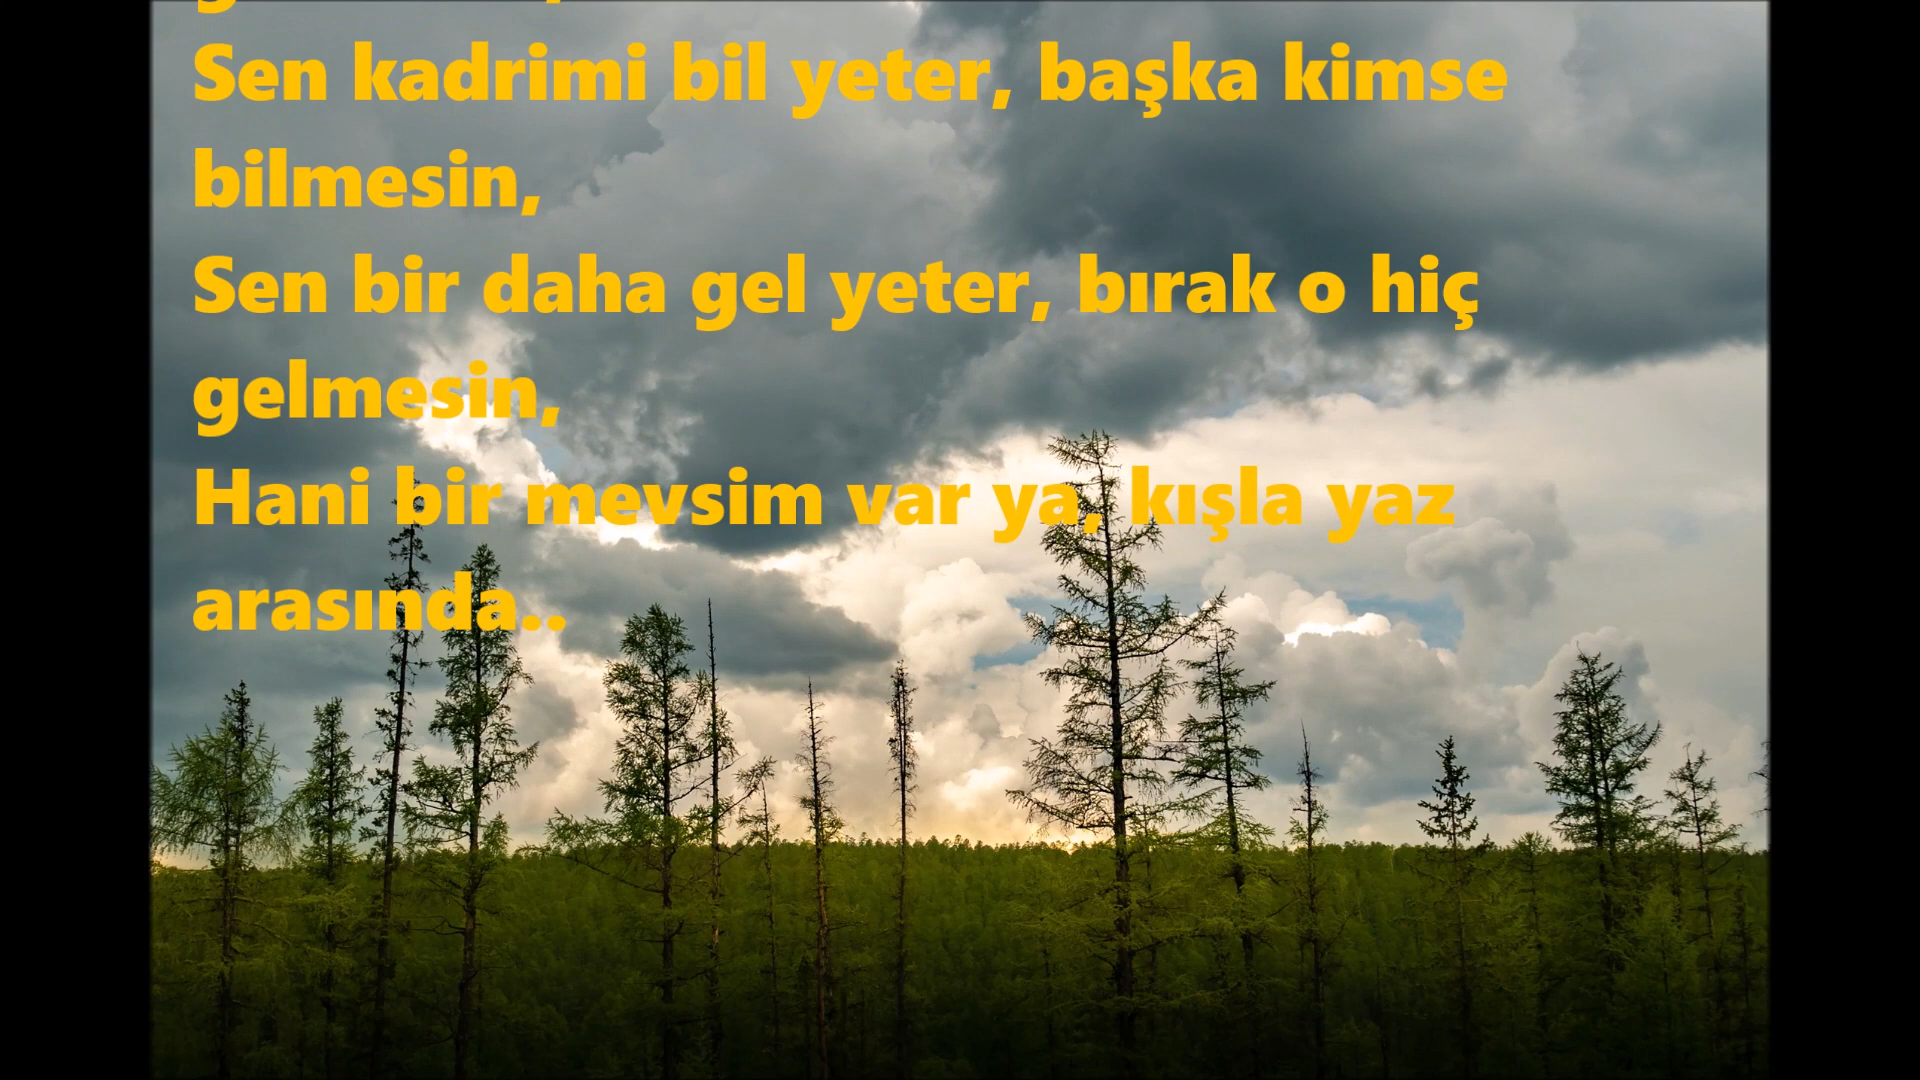 Sen kadrimi bil yeter, başka kimse
bilmesin,
Sen bir daha gel yeter, bırak o hiç
gelmesin,
Hani bir mevsim var ya, kışla yaz
arasında..